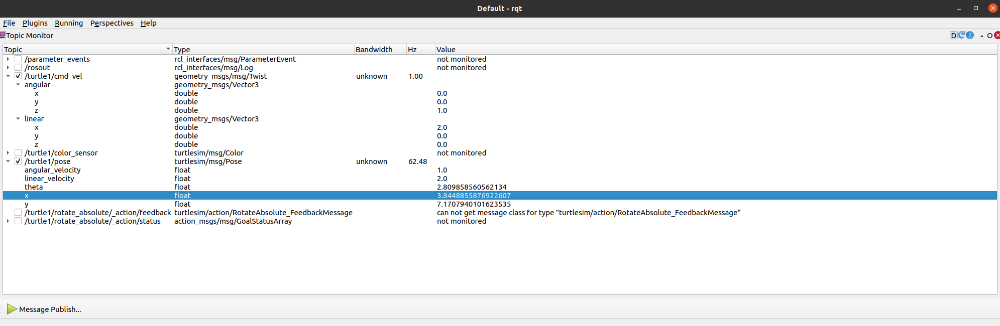 Default - rqt
File Plugins Running Perspectives Help
Topic Monitor D ? - O
Topic Type Bandwidth Hz Value
/parameter_events rcl_interfaces/msg/ParameterEvent not monitored
/rosout rcl_interfaces/msg/Log not monitored
/turtle1/cmd_vel geometry_msgs/msg/Twist unknown 1.00
angular geometry_msgs/Vector3
x double 0.0
y double 0.0
z double 1.0
linear geometry_msgs/Vector3
x double 2.0
y double 0.0
z double 0.0
/turtle1/color_sensor turtlesim/msg/Color not monitored
/turtle1/pose turtlesim/msg/Pose unknown 62.48
angular_velocity float 1.0
linear_velocity float 2.0
theta float 2.809858560562134
x float 3.8448855876922607
y float 7.1707940101623535
/turtle1/rotate_absolute/_action/feedback turtlesim/action/RotateAbsolute_FeedbackMessage can not get message class for type "turtlesim/action/RotateAbsolute_FeedbackMessage"
/turtle1/rotate_absolute/_action/status action_msgs/msg/GoalStatusArray not monitored
Message Publish...